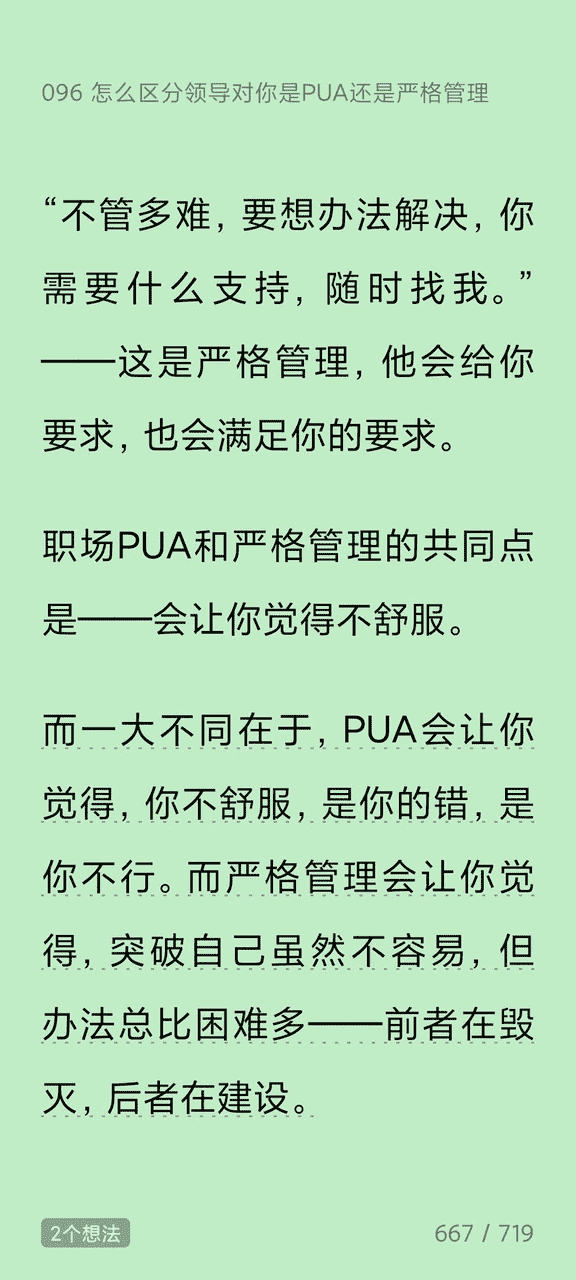 096 怎么区分领导对你是PUA还是严格管理
“不管多难，要想办法解决，你
需要什么支持，随时找我。”
——这是严格管理，他会给你
要求，也会满足你的要求。
职场PUA和严格管理的共同点
是——会让你觉得不舒服。
而一大不同在于，PUA会让你
觉得，你不舒服，是你的错，是
你不行。而严格管理会让你觉
得，突破自己虽然不容易，但
办法总比困难多——前者在毁
灭，后者在建设。
2个想法
667 / 719